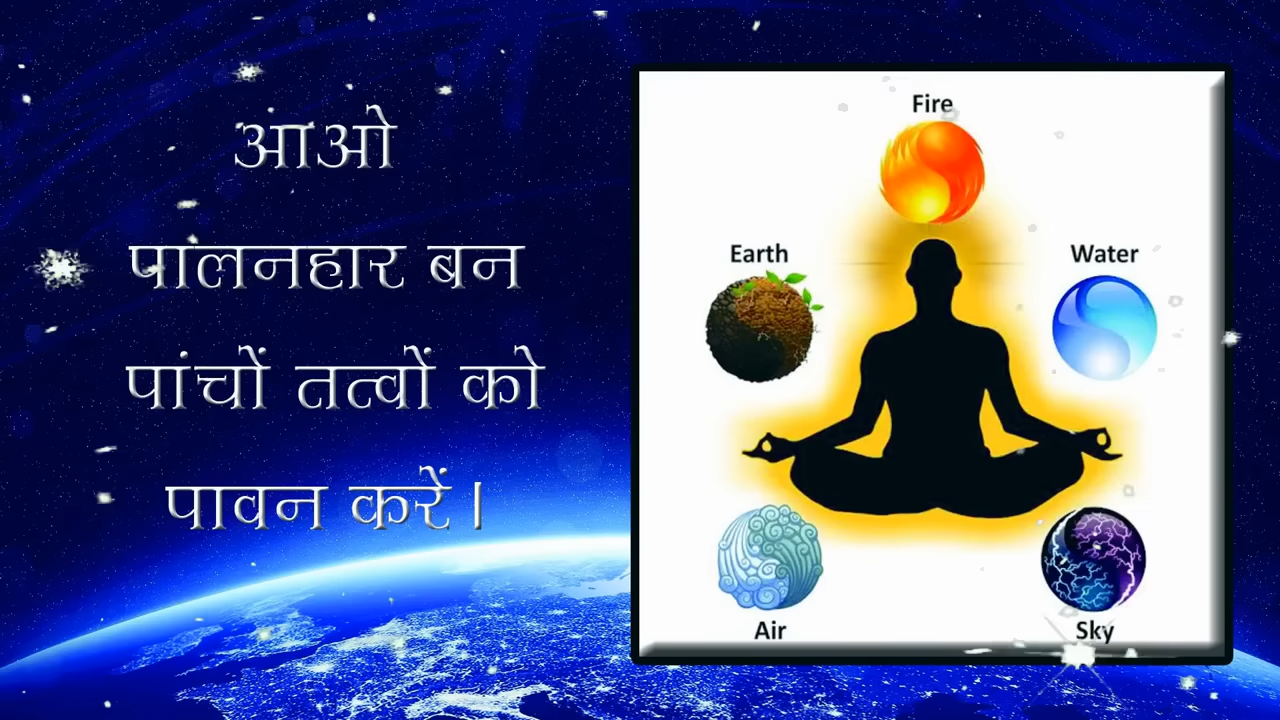 आओ
पालनहार बन
पांचों तत्वों को
पावन करें।
Fire
Earth
Water
Air
Sky